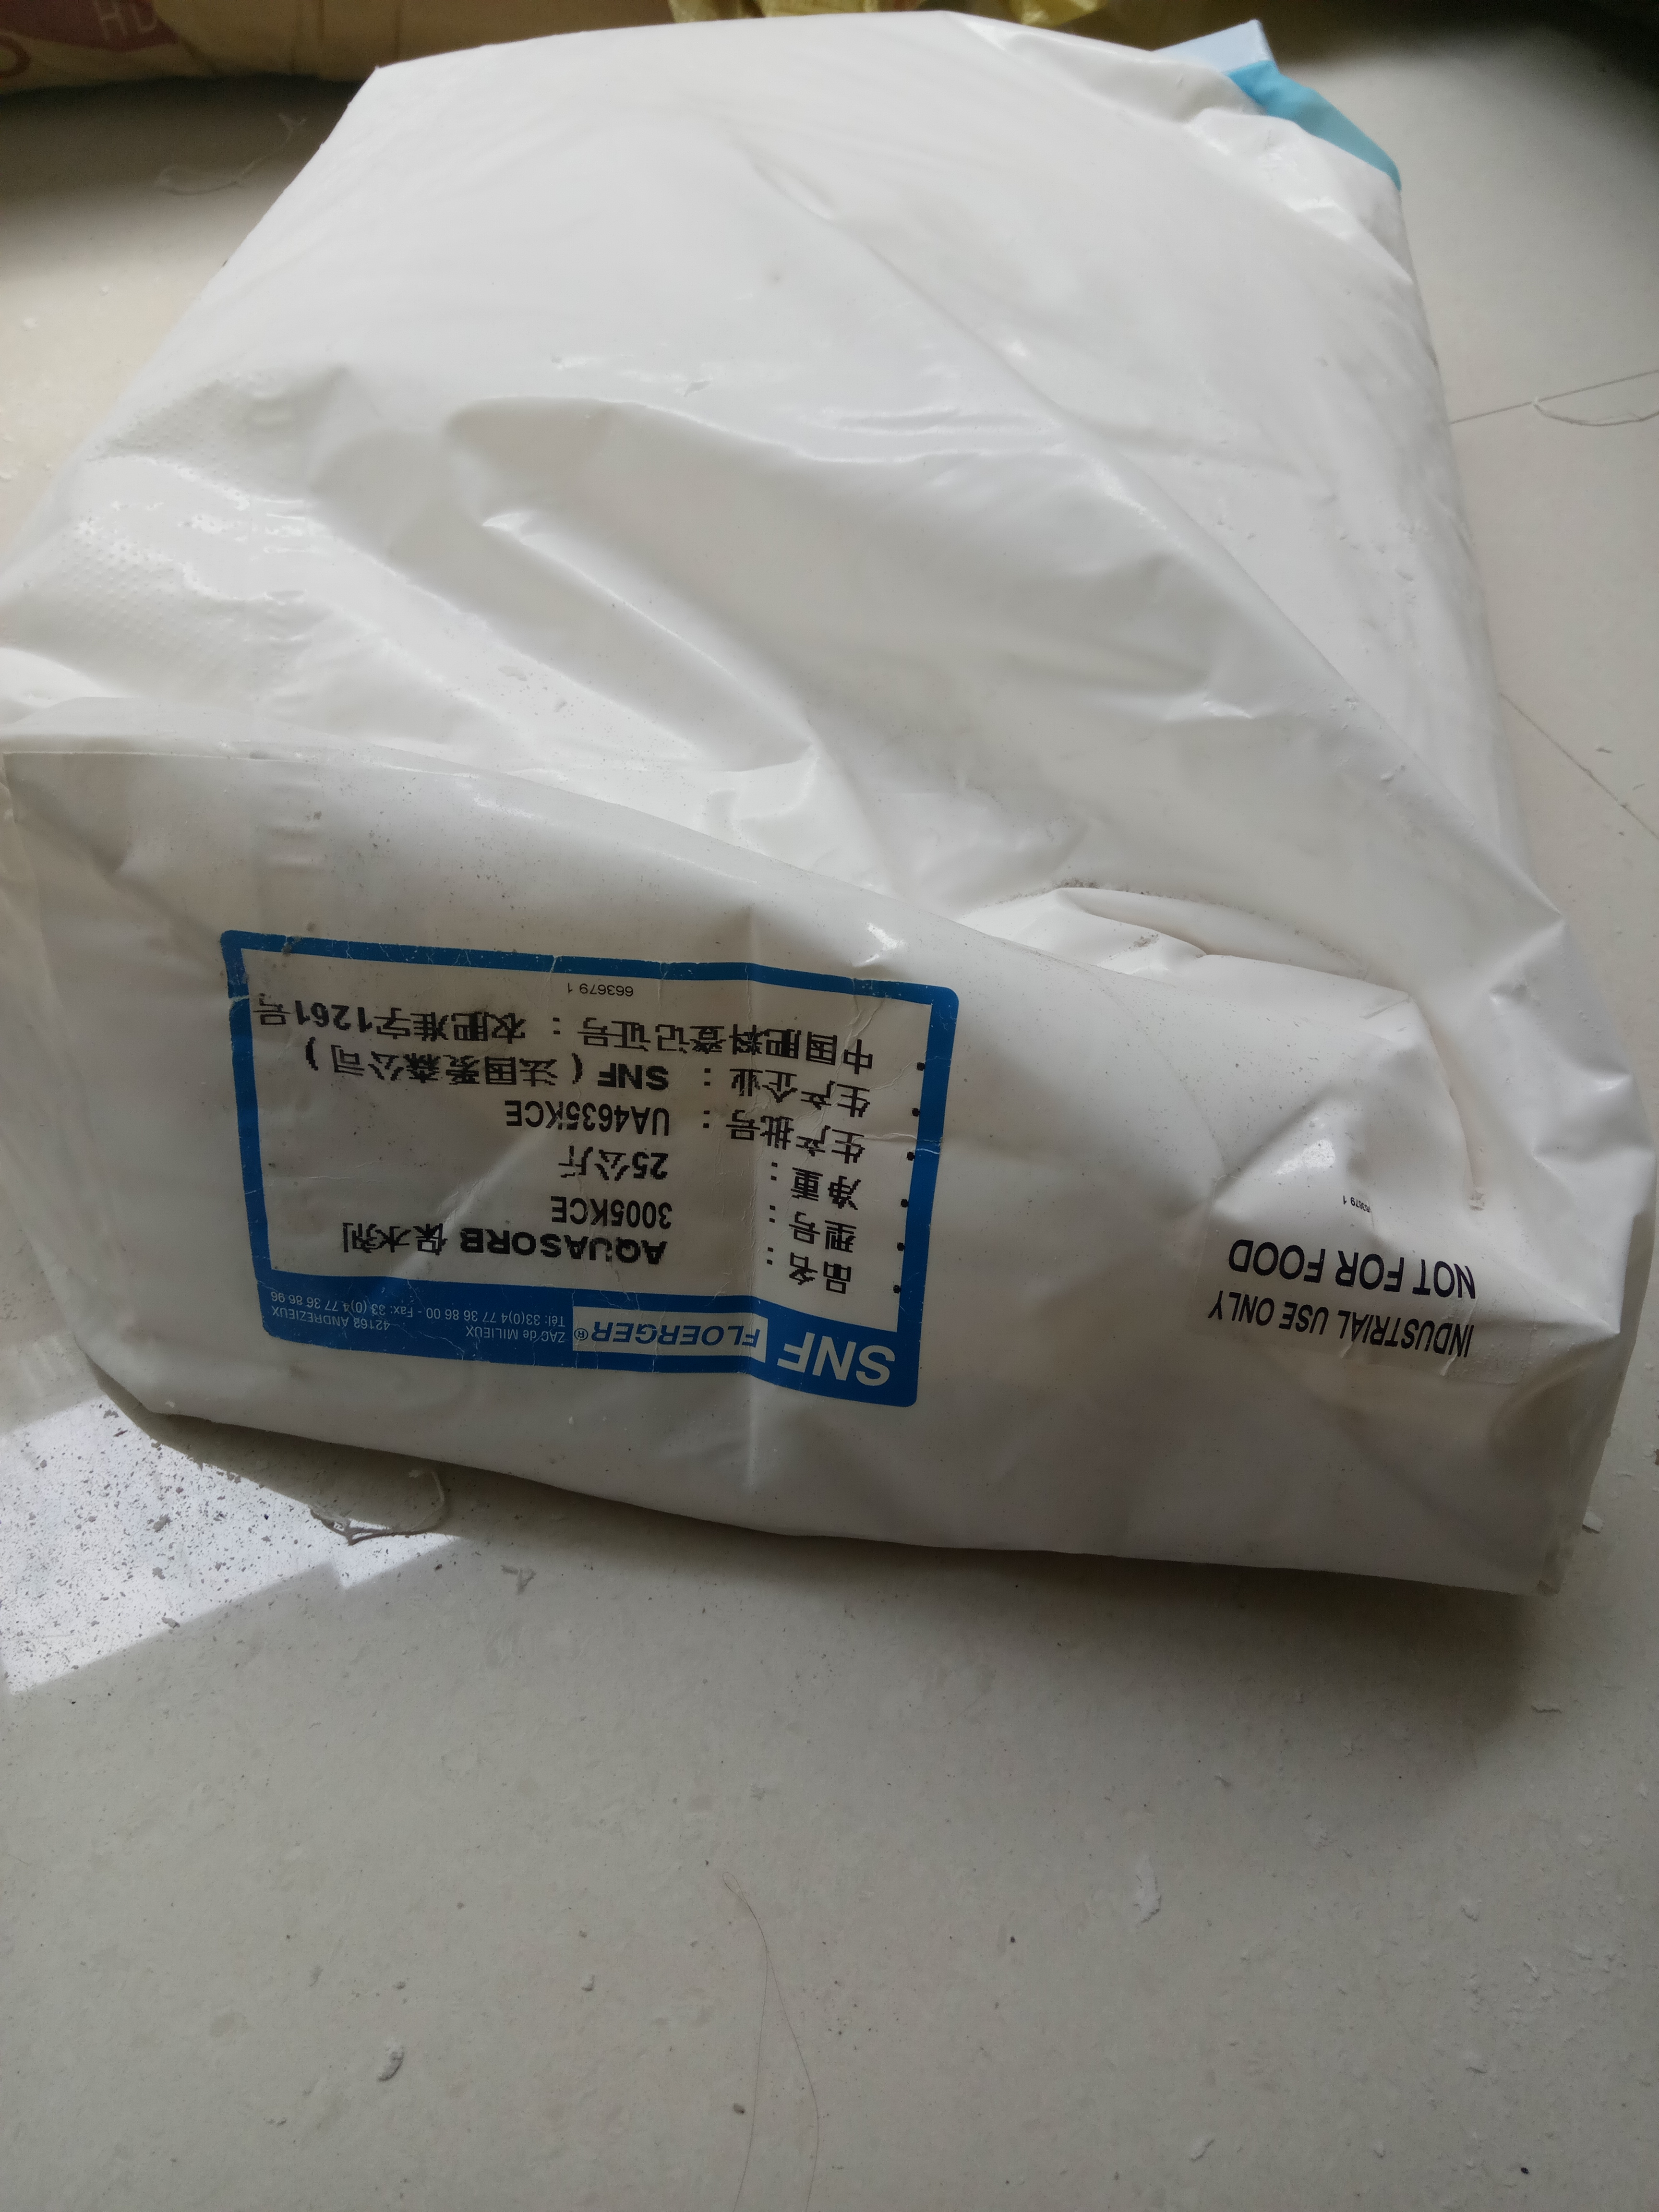 SNF FLOERGER®
ZAC de MILIEUX
42163 ANDREZIEUX
Tél: 33(0)4 77 36 86 00 - Fax: 33 (0)4 77 36 86 96
• 品名： AQUASORB 保水剂
• 型号： 3005KCE
• 净重： 25公斤
• 生产批号： UA4635KCE
• 生产企业： SNF（法国爱森公司）
• 中国肥料登记证号： 农肥准字1261号
663679 1
INDUSTRIAL USE ONLY
NOT FOR FOOD
HD